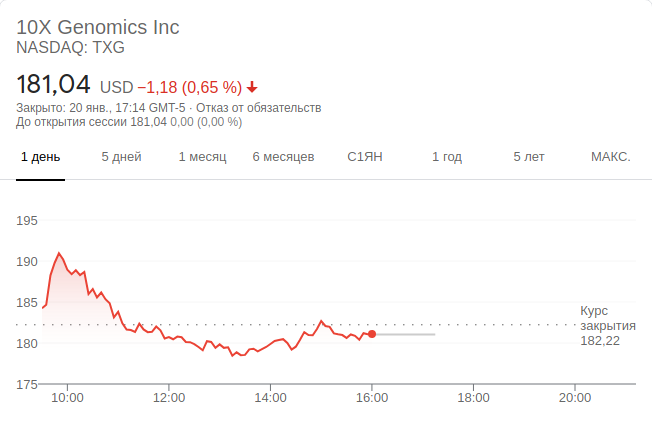 10X Genomics Inc
NASDAQ: TXG
181,04 USD −1,18 (0,65 %)
Закрыто: 20 янв., 17:14 GMT-5 · Отказ от обязательств
До открытия сессии 181,04 0,00 (0,00 %)
1 день 5 дней 1 месяц 6 месяцев С1ЯН 1 год 5 лет МАКС.
195
190
185
180
175
Курс
закрытия
182,22
10:00 12:00 14:00 16:00 18:00 20:00